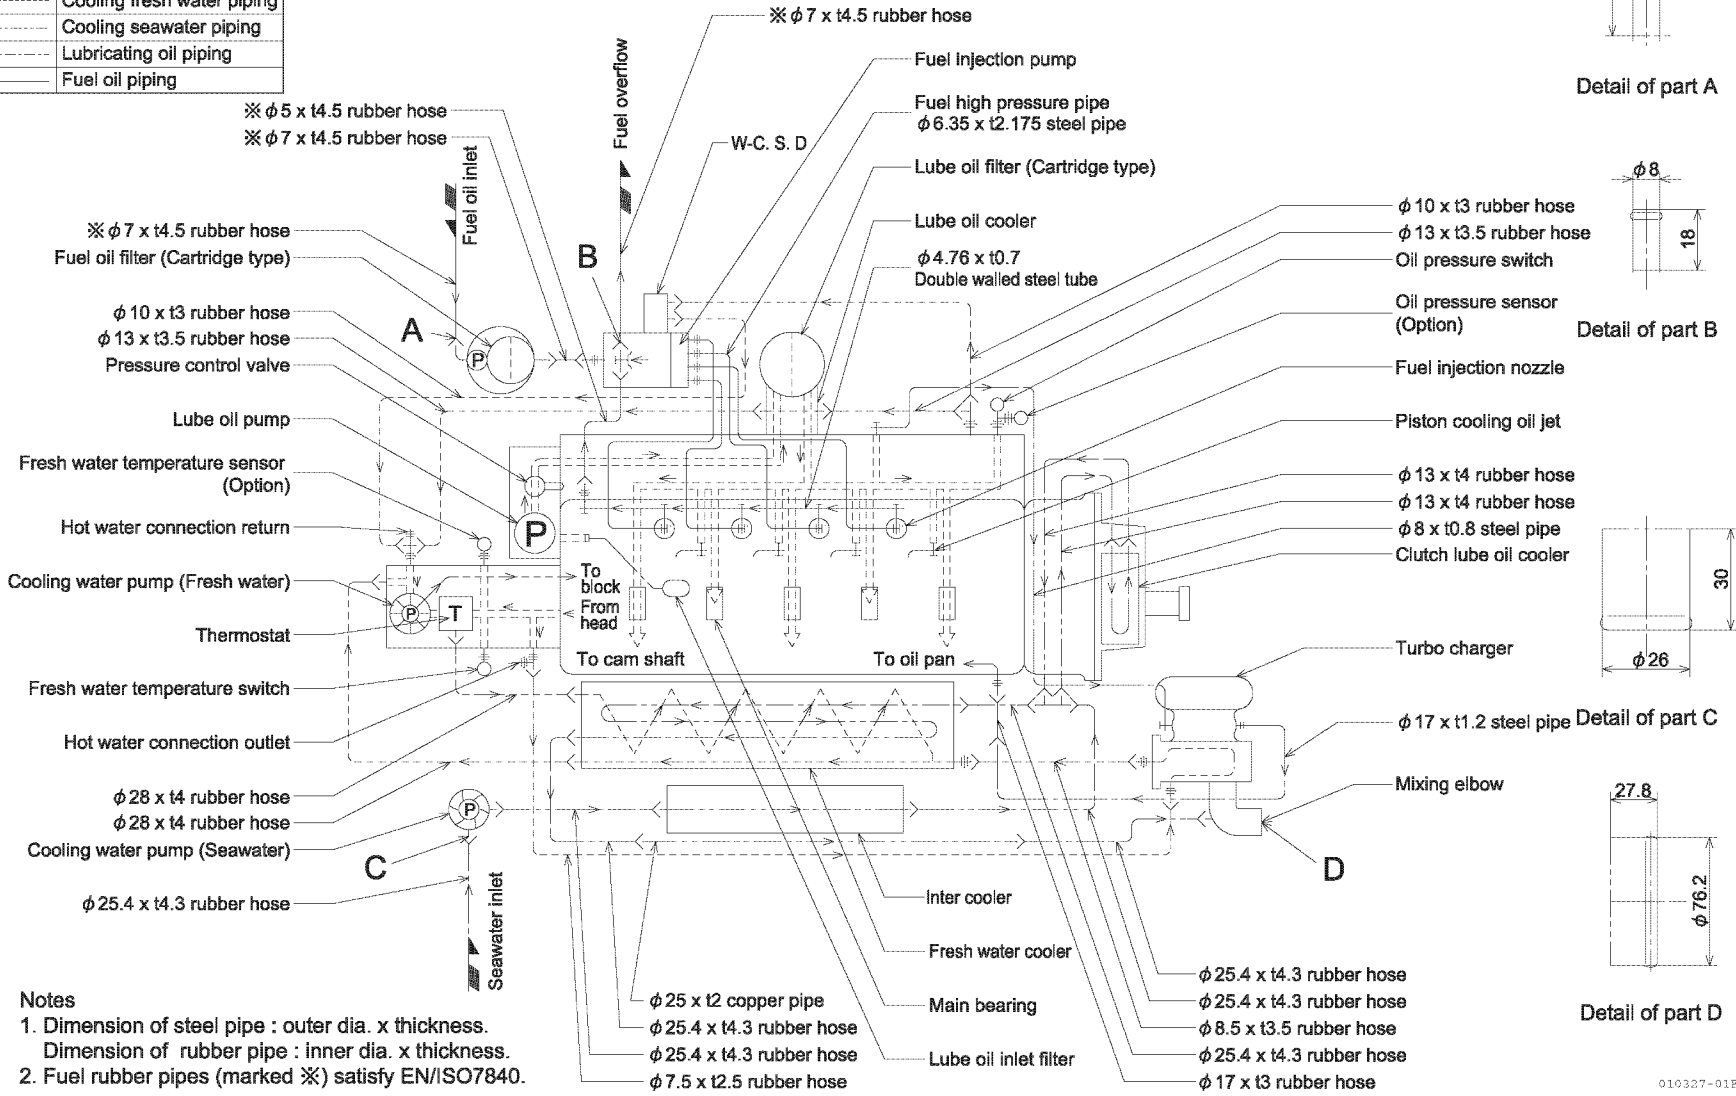 Cooling fresh water piping
Cooling seawater piping
Lubricating oil piping
Fuel oil piping
※ φ7 x t4.5 rubber hose
Fuel injection pump
Fuel high pressure pipe
φ6.35 x t2.175 steel pipe
Lube oil filter (Cartridge type)
Lube oil cooler
φ4.76 x t0.7
Double walled steel tube
※ φ5 x t4.5 rubber hose
※ φ7 x t4.5 rubber hose
Fuel overflow
W-C. S. D
Fuel oil inlet
※ φ7 x t4.5 rubber hose
Fuel oil filter (Cartridge type)
φ10 x t3 rubber hose
φ13 x t3.5 rubber hose
Pressure control valve
Lube oil pump
Fresh water temperature sensor
(Option)
Hot water connection return
Cooling water pump (Fresh water)
Thermostat
Fresh water temperature switch
Hot water connection outlet
φ28 x t4 rubber hose
φ28 x t4 rubber hose
Cooling water pump (Seawater)
φ25.4 x t4.3 rubber hose
Seawater inlet
A
B
C
D
P
P
P
T
P
To
block
From
head
To cam shaft
To oil pan
φ10 x t3 rubber hose
φ13 x t3.5 rubber hose
Oil pressure switch
Oil pressure sensor
(Option)
Fuel injection nozzle
Piston cooling oil jet
φ13 x t4 rubber hose
φ13 x t4 rubber hose
φ8 x t0.8 steel pipe
Clutch lube oil cooler
Turbo charger
φ17 x t1.2 steel pipe
Mixing elbow
Inter cooler
Fresh water cooler
Main bearing
Lube oil inlet filter
φ25 x t2 copper pipe
φ25.4 x t4.3 rubber hose
φ25.4 x t4.3 rubber hose
φ7.5 x t2.5 rubber hose
φ25.4 x t4.3 rubber hose
φ25.4 x t4.3 rubber hose
φ8.5 x t3.5 rubber hose
φ25.4 x t4.3 rubber hose
φ17 x t3 rubber hose
Detail of part A
φ8
18
Detail of part B
30
φ26
Detail of part C
27.8
φ76.2
Detail of part D
Notes
1. Dimension of steel pipe : outer dia. x thickness.
Dimension of rubber pipe : inner dia. x thickness.
2. Fuel rubber pipes (marked ※) satisfy EN/ISO7840.